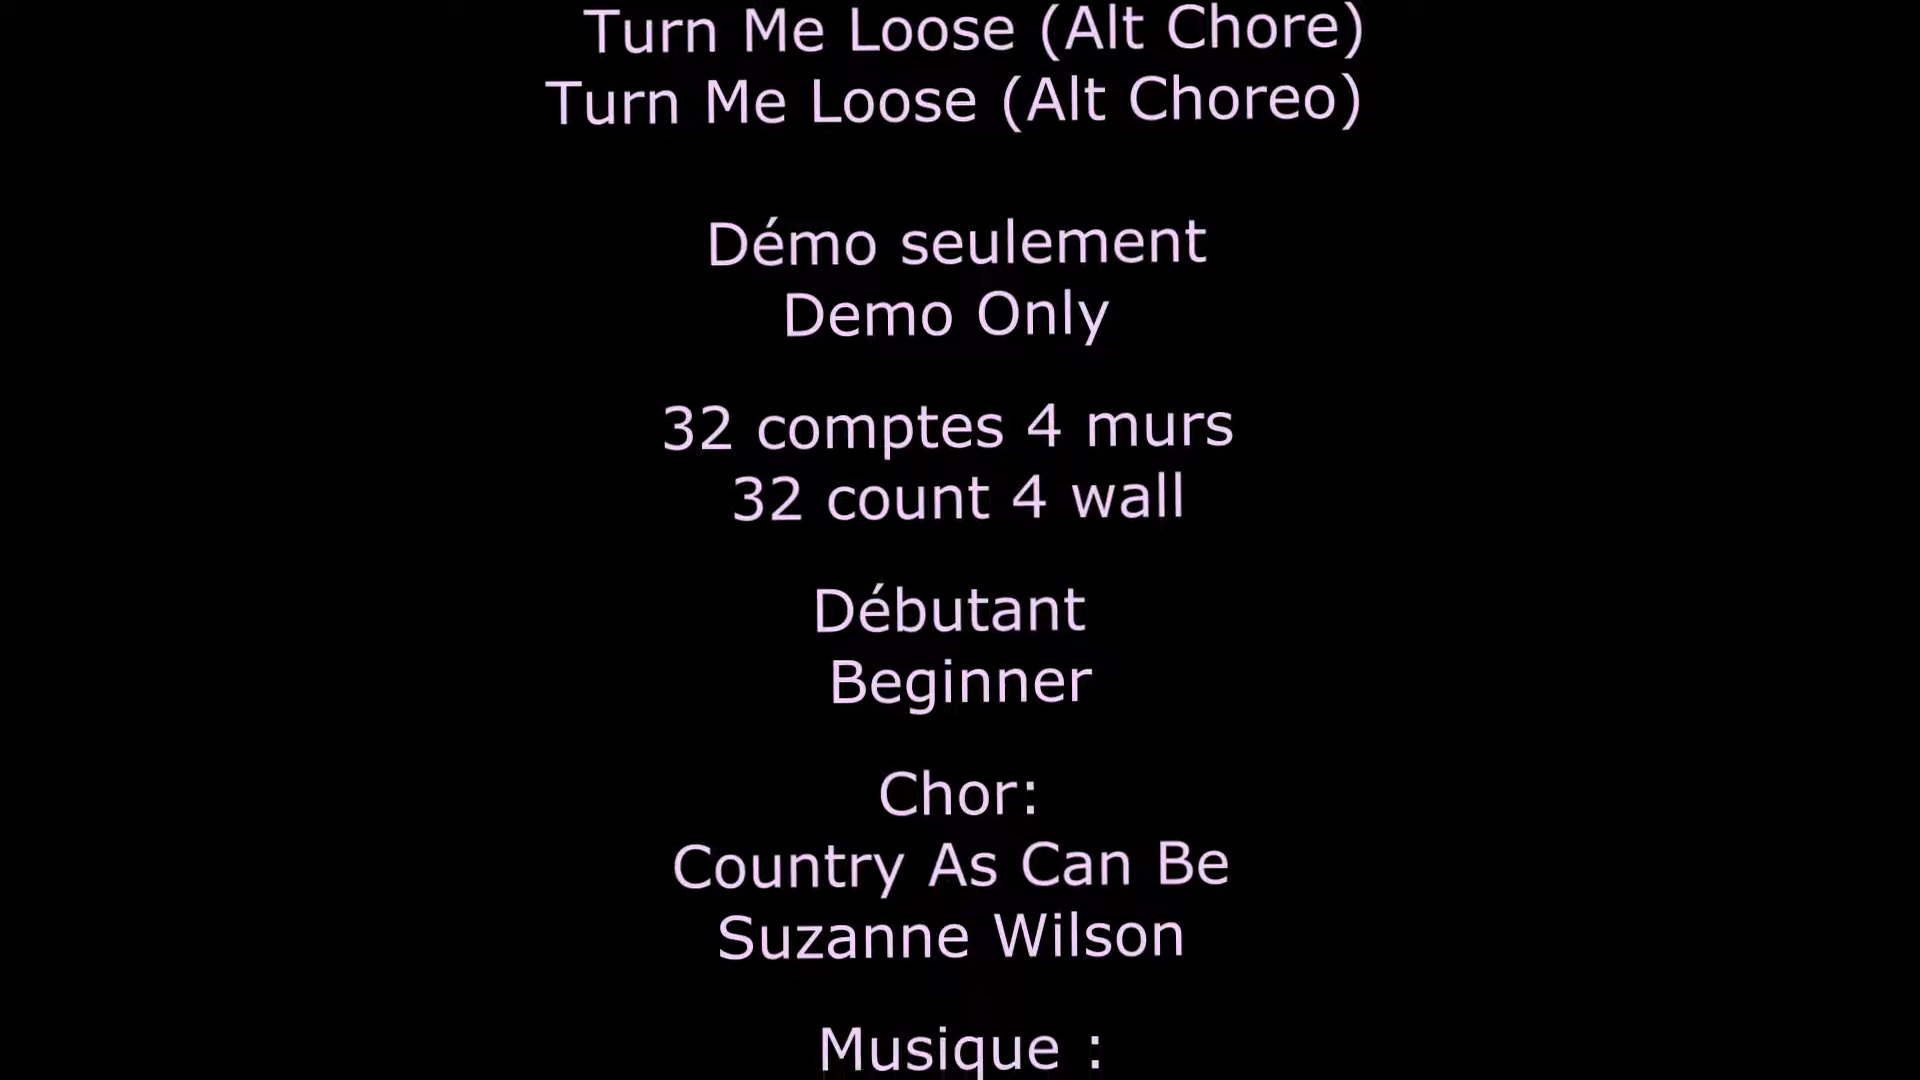 Turn Me Loose (Alt Chore)
Turn Me Loose (Alt Choreo)
Démo seulement
Demo Only
32 comptes 4 murs
32 count 4 wall
Débutant
Beginner
Chor:
Country As Can Be
Suzanne Wilson
Musique :